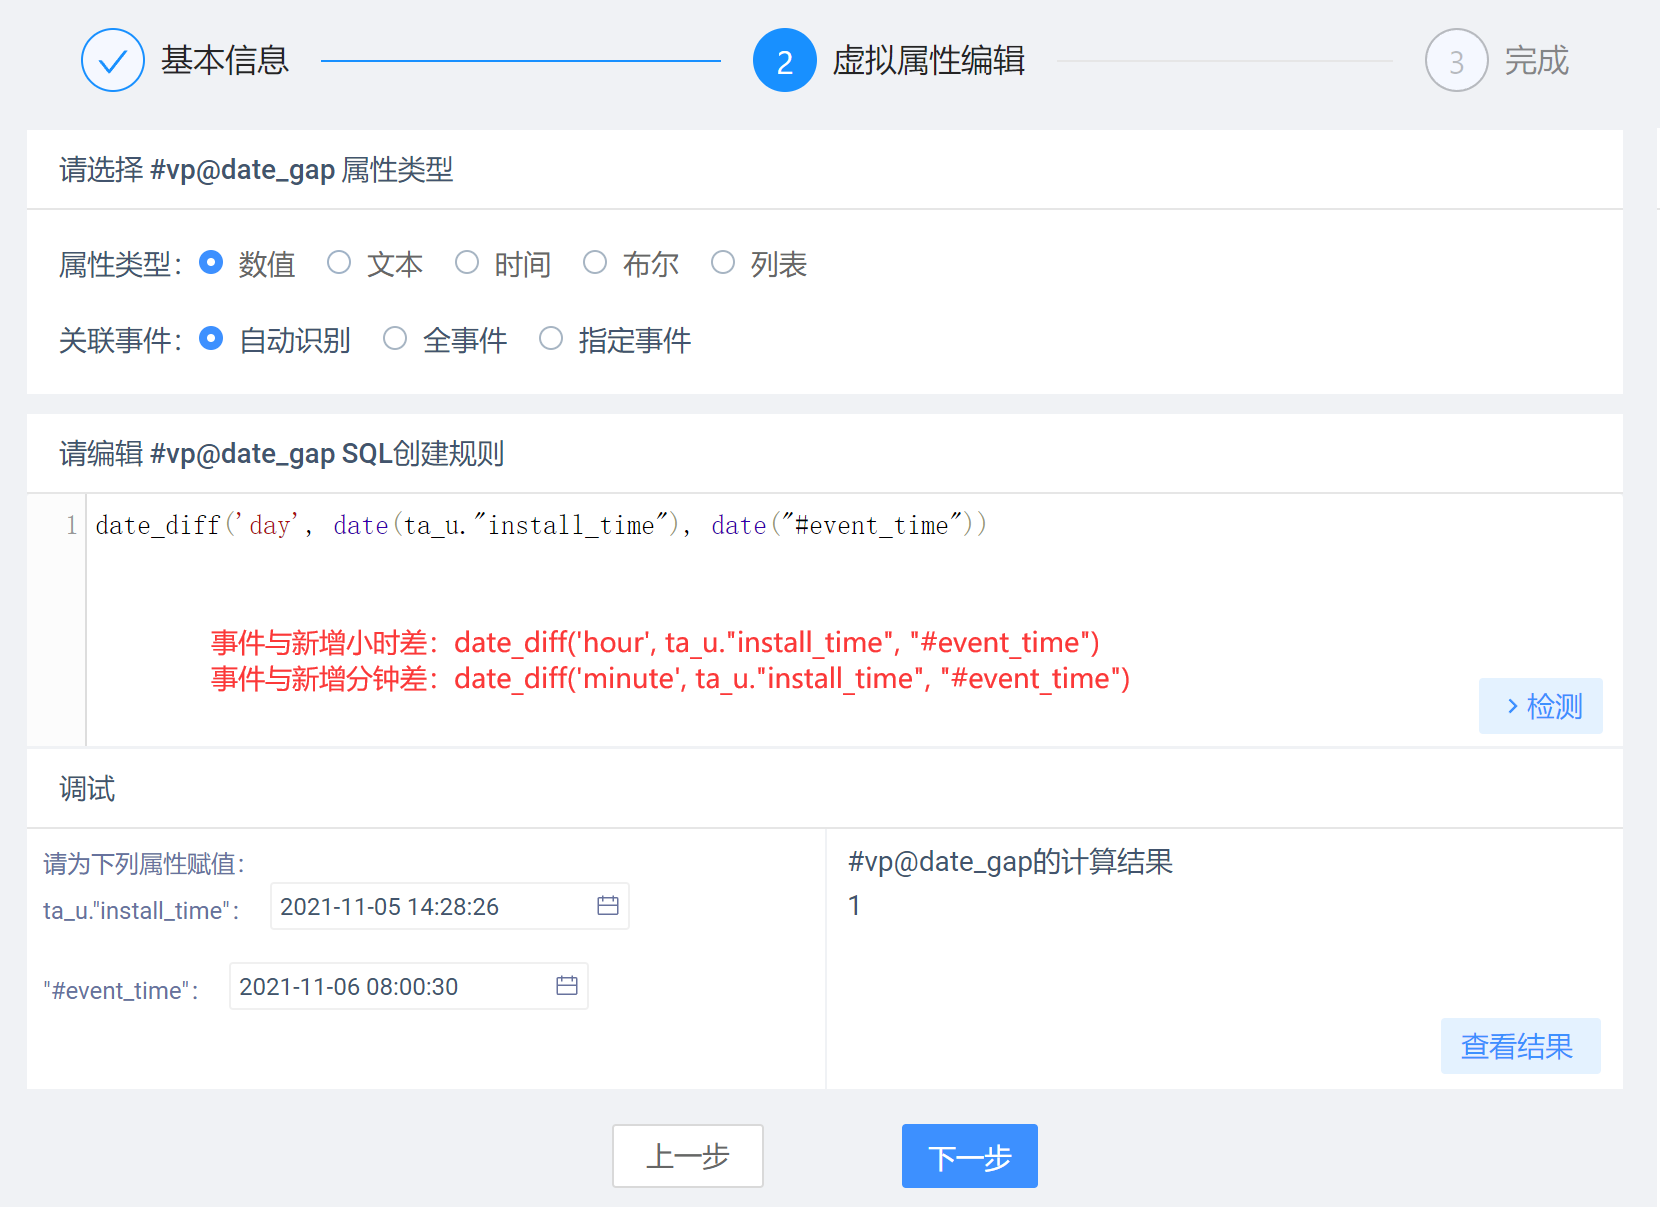 基本信息
2 虚拟属性编辑
3 完成
请选择 #vp@date_gap 属性类型
属性类型: 数值 文本 时间 布尔 列表
关联事件: 自动识别 全事件 指定事件
请编辑 #vp@date_gap SQL创建规则
1 date_diff('day', date(ta_u."install_time"), date("#event_time"))
事件与新增小时差：date_diff('hour', ta_u."install_time", "#event_time")
事件与新增分钟差：date_diff('minute', ta_u."install_time", "#event_time")
检测
调试
请为下列属性赋值:
ta_u."install_time": 2021-11-05 14:28:26
"#event_time": 2021-11-06 08:00:30
#vp@date_gap的计算结果
1
查看结果
上一步
下一步